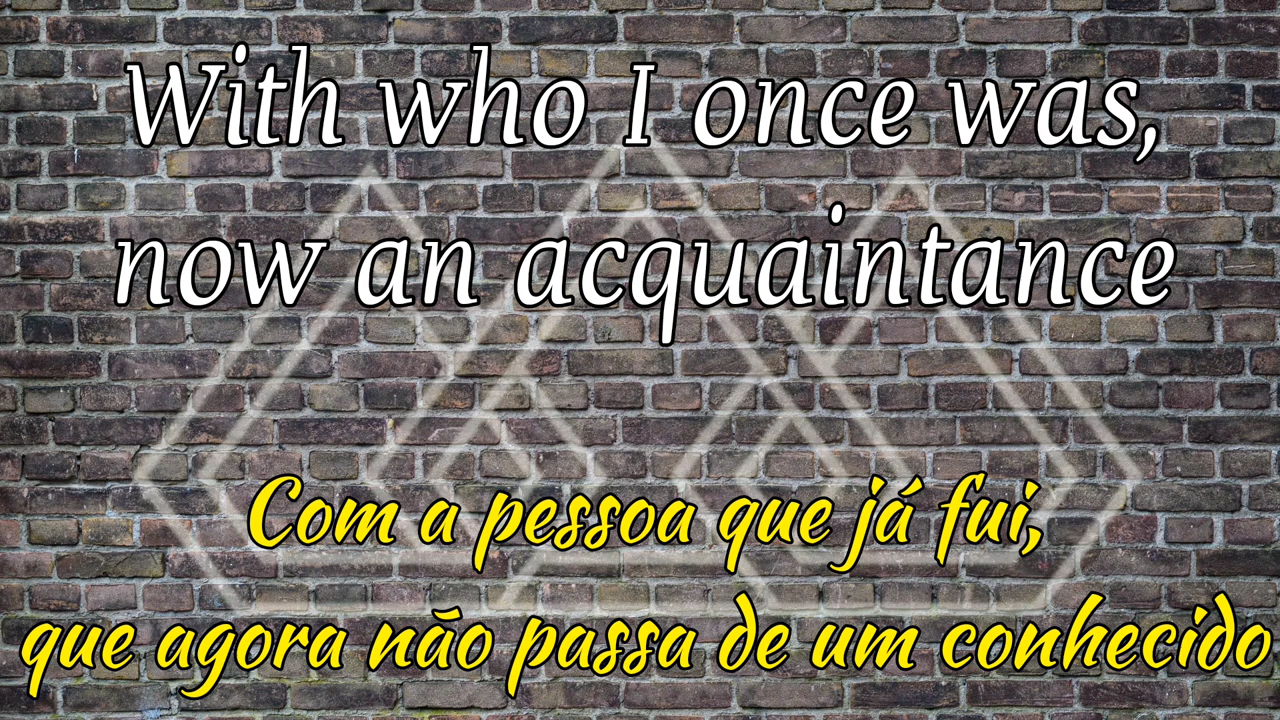 With who I once was,
now an acquaintance
Com a pessoa que já fui,
que agora não passa de um conhecido